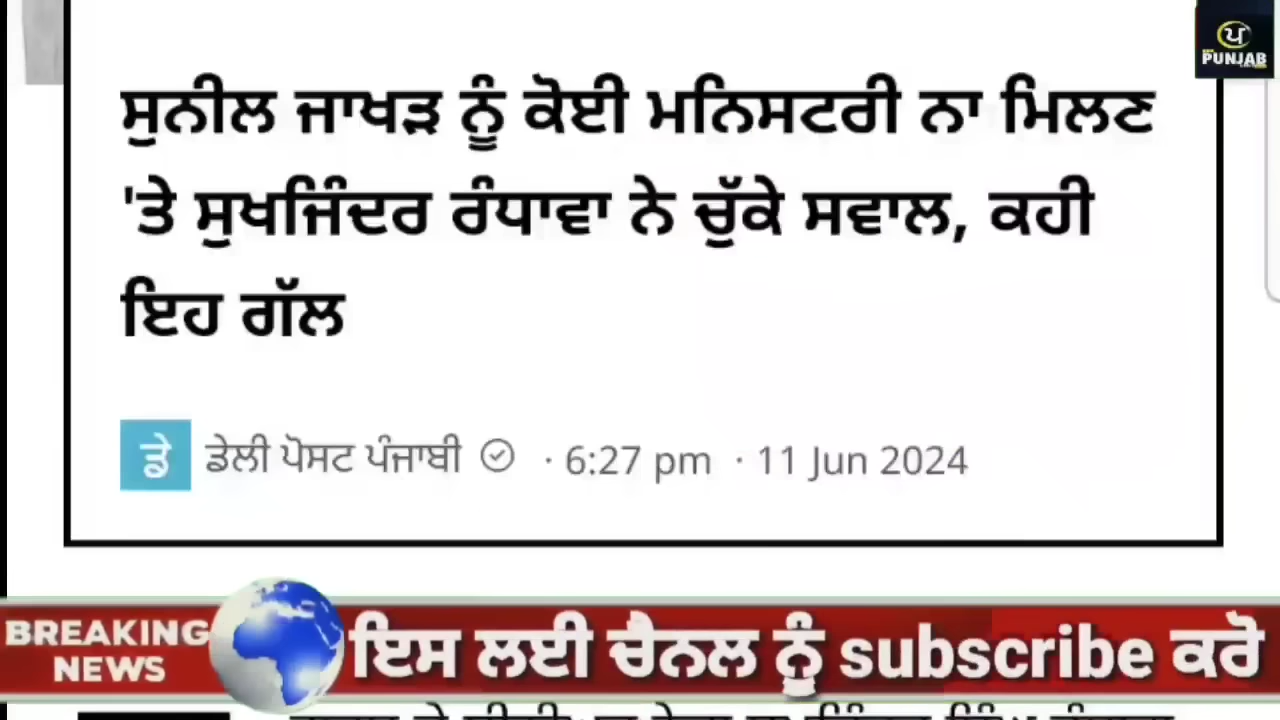 ਪ
PUNJAB
ਸੁਨੀਲ ਜਾਖੜ ਨੂੰ ਕੋਈ ਮਨਿਸਟਰੀ ਨਾ ਮਿਲਣ
'ਤੇ ਸੁਖਜਿੰਦਰ ਰੰਧਾਵਾ ਨੇ ਚੁੱਕੇ ਸਵਾਲ, ਕਹੀ
ਇਹ ਗੱਲ
ਡੇ ਡੇਲੀ ਪੋਸਟ ਪੰਜਾਬੀ · 6:27 pm · 11 Jun 2024
BREAKING
NEWS
ਇਸ ਲਈ ਚੈਨਲ ਨੂੰ subscribe ਕਰੋ